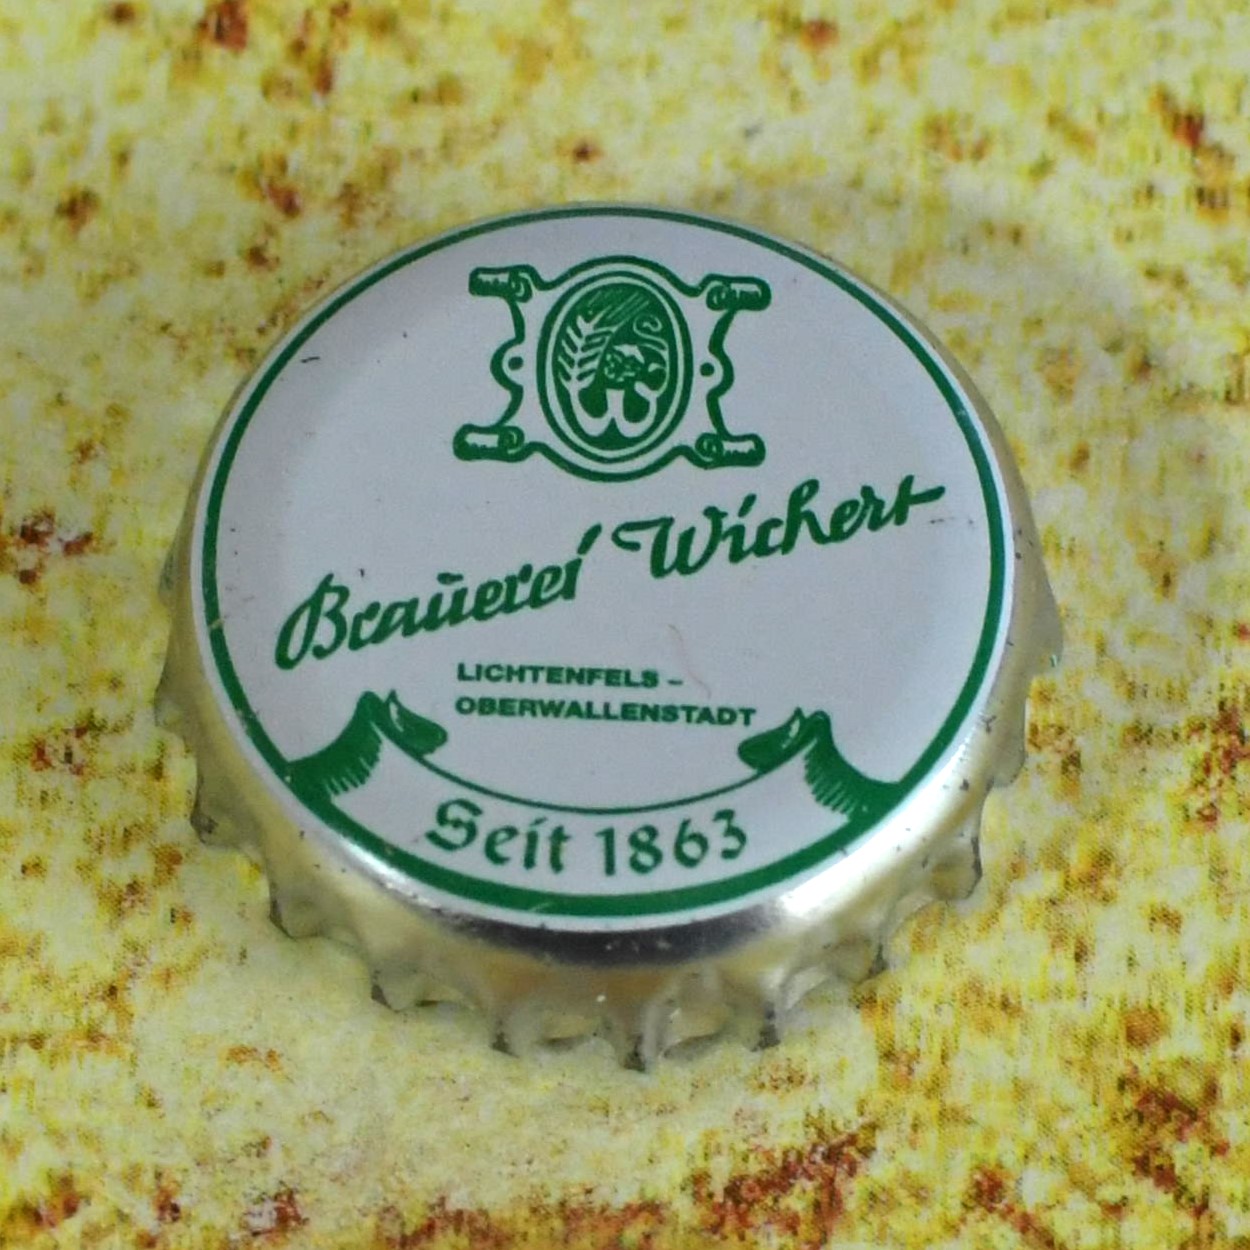 Brauerei Wichert
LICHTENFELS-
OBERWALLENSTADT
Seit 1863